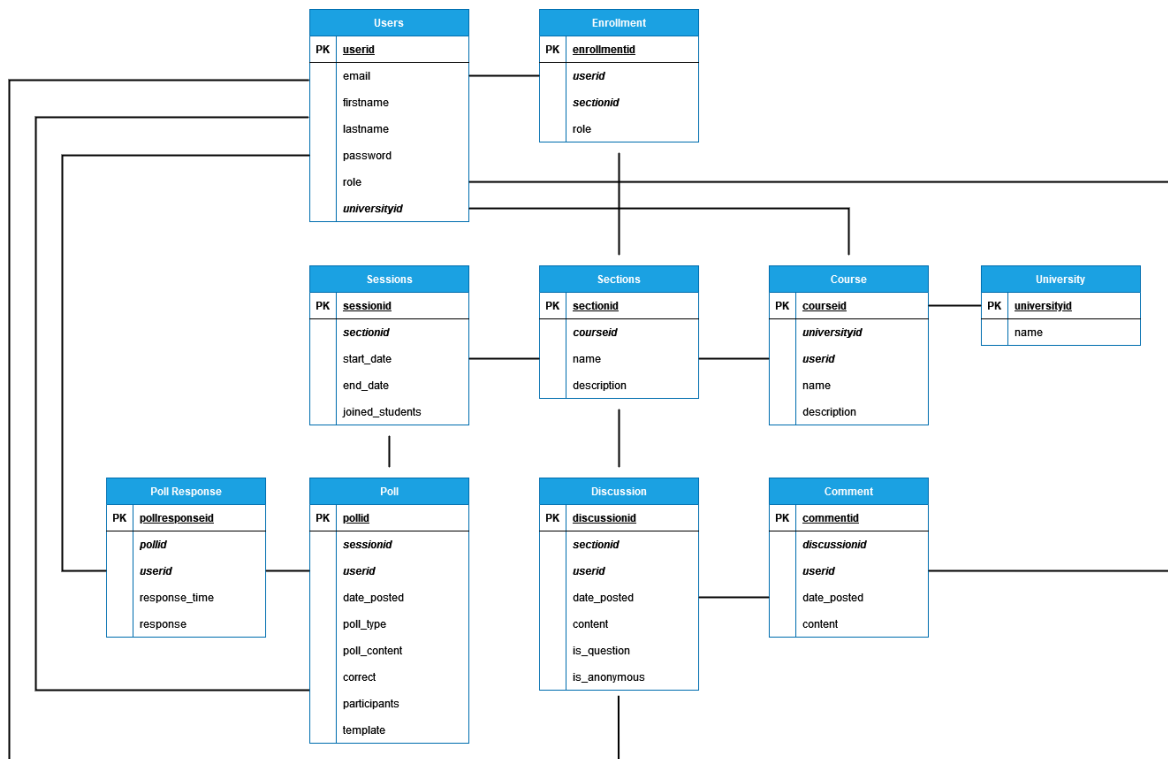 Users
PK userid
email
firstname
lastname
password
role
universityid
Enrollment
PK enrollmentid
userid
sectionid
role
Sessions
PK sessionid
sectionid
start_date
end_date
joined_students
Sections
PK sectionid
courseid
name
description
Course
PK courseid
universityid
userid
name
description
University
PK universityid
name
Poll Response
PK pollresponseid
pollid
userid
response_time
response
Poll
PK pollid
sessionid
userid
date_posted
poll_type
poll_content
correct
participants
template
Discussion
PK discussionid
sectionid
userid
date_posted
content
is_question
is_anonymous
Comment
PK commentid
discussionid
userid
date_posted
content